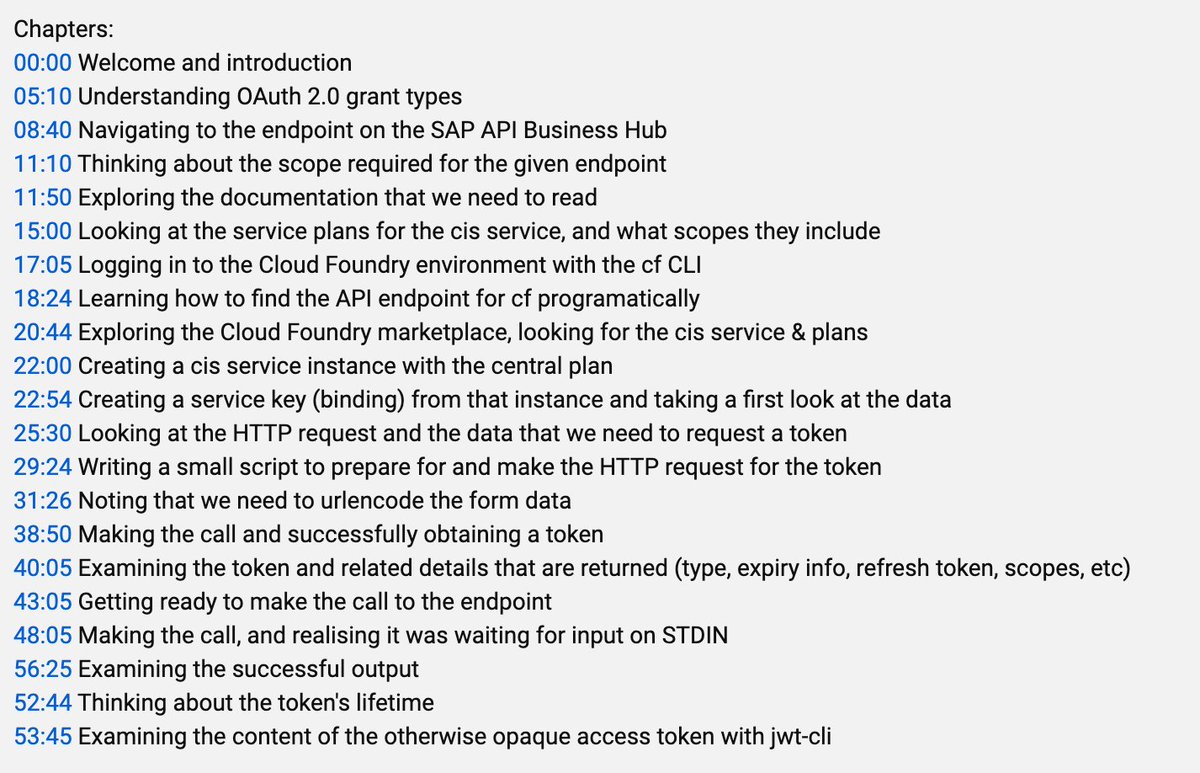 Chapters:
00:00 Welcome and introduction
05:10 Understanding OAuth 2.0 grant types
08:40 Navigating to the endpoint on the SAP API Business Hub
11:10 Thinking about the scope required for the given endpoint
11:50 Exploring the documentation that we need to read
15:00 Looking at the service plans for the cis service, and what scopes they include
17:05 Logging in to the Cloud Foundry environment with the cf CLI
18:24 Learning how to find the API endpoint for cf programatically
20:44 Exploring the Cloud Foundry marketplace, looking for the cis service & plans
22:00 Creating a cis service instance with the central plan
22:54 Creating a service key (binding) from that instance and taking a first look at the data
25:30 Looking at the HTTP request and the data that we need to request a token
29:24 Writing a small script to prepare for and make the HTTP request for the token
31:26 Noting that we need to urlencode the form data
38:50 Making the call and successfully obtaining a token
40:05 Examining the token and related details that are returned (type, expiry info, refresh token, scopes, etc)
43:05 Getting ready to make the call to the endpoint
48:05 Making the call, and realising it was waiting for input on STDIN
56:25 Examining the successful output
52:44 Thinking about the token's lifetime
53:45 Examining the content of the otherwise opaque access token with jwt-cli